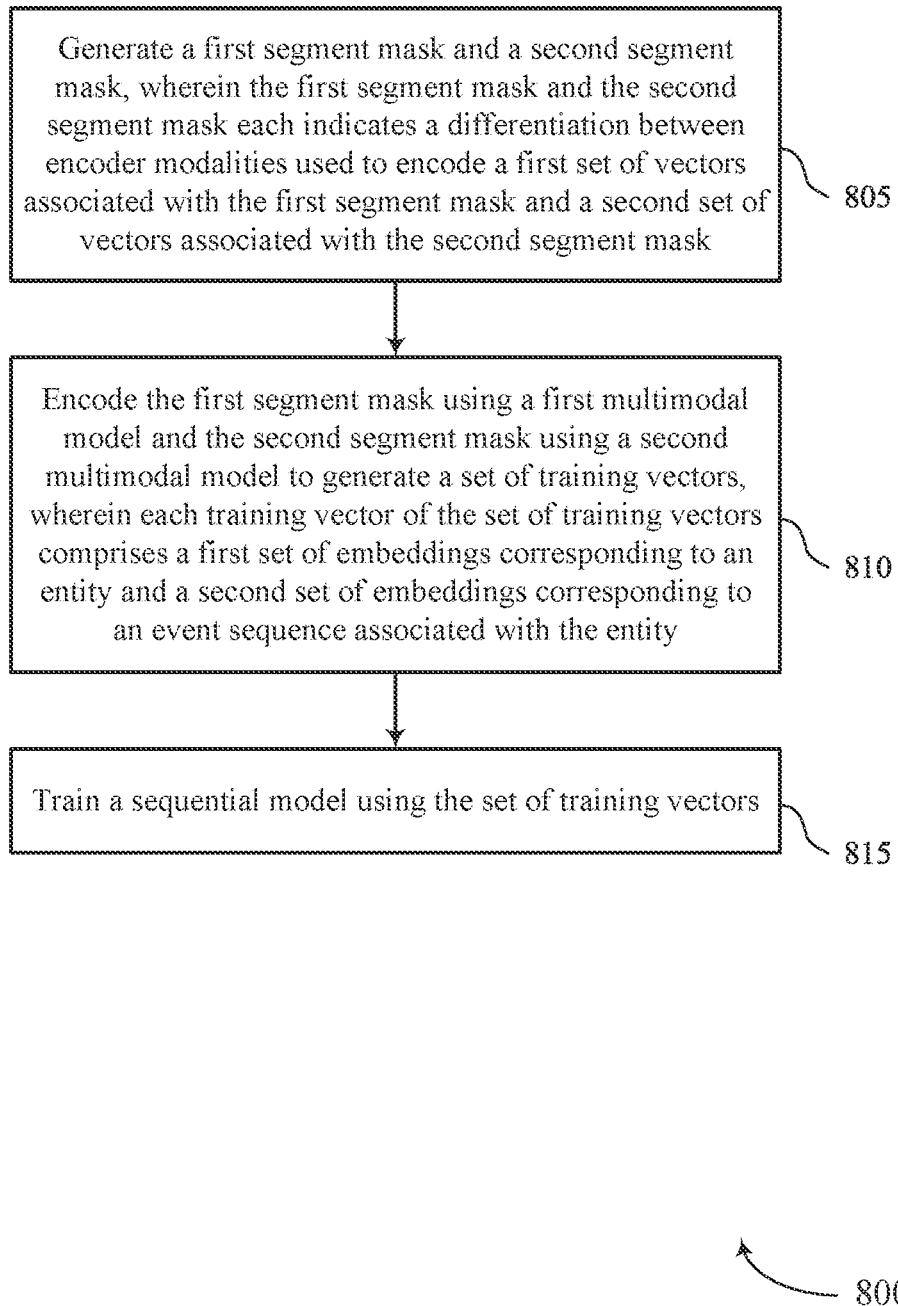 Generate a first segment mask and a second segment
mask, wherein the first segment mask and the second
segment mask each indicates a differentiation between
encoder modalities used to encode a first set of vectors
associated with the first segment mask and a second set of
vectors associated with the second segment mask
805
Encode the first segment mask using a first multimodal
model and the second segment mask using a second
multimodal model to generate a set of training vectors,
wherein each training vector of the set of training vectors
comprises a first set of embeddings corresponding to an
entity and a second set of embeddings corresponding to
an event sequence associated with the entity
810
Train a sequential model using the set of training vectors
815
800